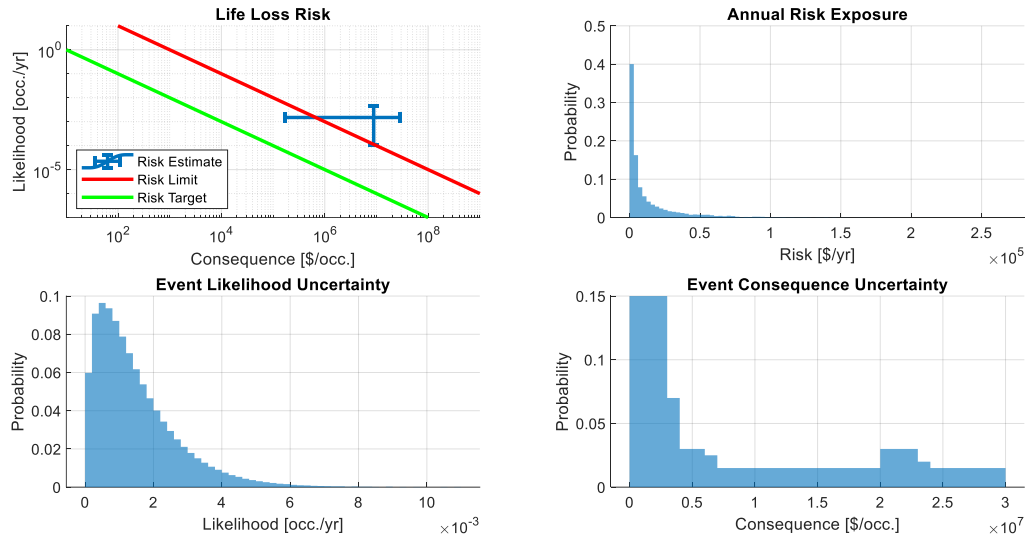 Life Loss Risk
Likelihood [occ./yr]
10^0
10^-5
Risk Estimate
Risk Limit
Risk Target
10^2
10^4
10^6
10^8
Consequence [$/occ.]
Annual Risk Exposure
Probability
0.5
0.4
0.3
0.2
0.1
0
0
0.5
1
1.5
2
2.5
Risk [$/yr]
×10^5
Event Likelihood Uncertainty
Probability
0.1
0.08
0.06
0.04
0.02
0
0
2
4
6
8
10
Likelihood [occ./yr]
×10^-3
Event Consequence Uncertainty
Probability
0.15
0.1
0.05
0
0
0.5
1
1.5
2
2.5
3
Consequence [$/occ.]
×10^7